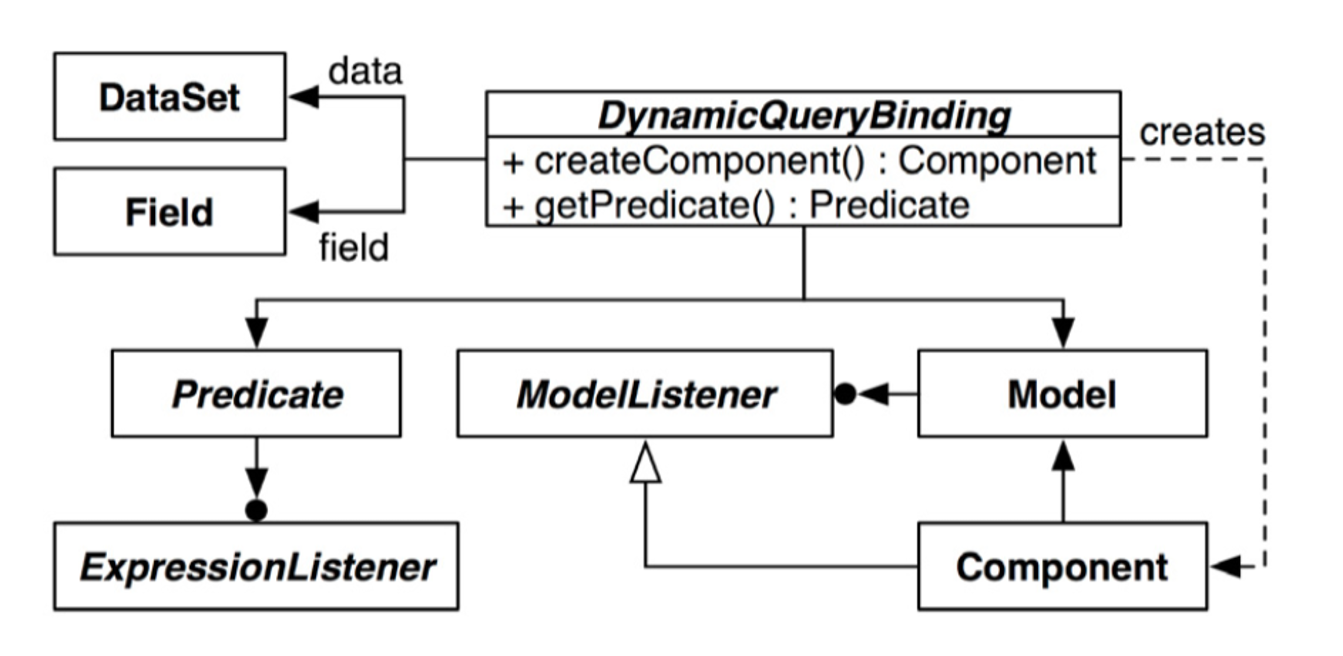 data
DataSet
DynamicQueryBinding
creates
+ createComponent() : Component
+ getPredicate() : Predicate
Field
field
Predicate
ModelListener
Model
ExpressionListener
Component